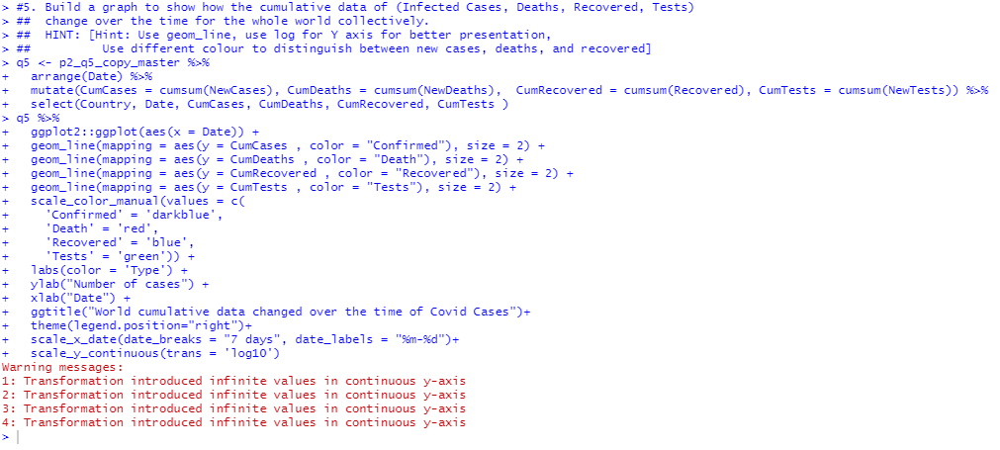 > #5. Build a graph to show how the cumulative data of (Infected Cases, Deaths, Recovered, Tests)
> ##  change over the time for the whole world collectively.
> ##  HINT: [Hint: Use geom_line, use log for Y axis for better presentation,
> ##          Use different colour to distinguish between new cases, deaths, and recovered]
> q5 <- p2_q5_copy_master %>%
+   arrange(Date) %>%
+   mutate(CumCases = cumsum(NewCases), CumDeaths = cumsum(NewDeaths),  CumRecovered = cumsum(Recovered), CumTests = cumsum(NewTests)) %>%
+   select(Country, Date, CumCases, CumDeaths, CumRecovered, CumTests )
> q5 %>%
+   ggplot2::ggplot(aes(x = Date)) +
+   geom_line(mapping = aes(y = CumCases , color = "Confirmed"), size = 2) +
+   geom_line(mapping = aes(y = CumDeaths , color = "Death"), size = 2) +
+   geom_line(mapping = aes(y = CumRecovered , color = "Recovered"), size = 2) +
+   geom_line(mapping = aes(y = CumTests , color = "Tests"), size = 2) +
+   scale_color_manual(values = c(
+     'Confirmed' = 'darkblue',
+     'Death' = 'red',
+     'Recovered' = 'blue',
+     'Tests' = 'green')) +
+   labs(color = 'Type') +
+   ylab("Number of cases") +
+   xlab("Date") +
+   ggtitle("World cumulative data changed over the time of Covid Cases")+
+   theme(legend.position="right")+
+   scale_x_date(date_breaks = "7 days", date_labels = "%m-%d")+
+   scale_y_continuous(trans = 'log10')
Warning messages:
1: Transformation introduced infinite values in continuous y-axis
2: Transformation introduced infinite values in continuous y-axis
3: Transformation introduced infinite values in continuous y-axis
4: Transformation introduced infinite values in continuous y-axis
>